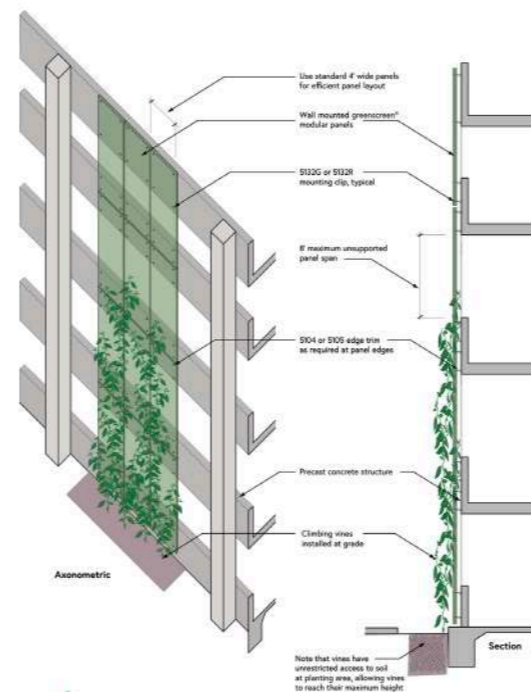 Use standard 4' wide panels
for efficient panel layout
Wall mounted greenscreen®
modular panels
5132G or 5132R
mounting clip, typical
8' maximum unsupported
panel span
5104 or 5105 edge trim
as required at panel edges
Precast concrete structure
Climbing vines
installed at grade
Axonometric
Section
Note that vines have
unrestricted access to soil
at planting area, allowing vines
to reach their maximum height